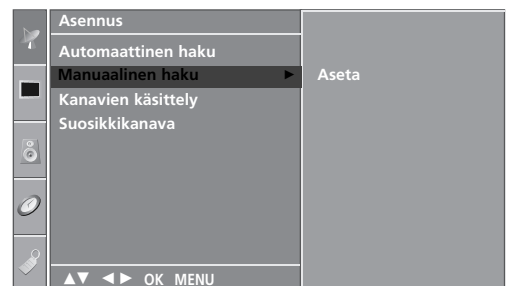 Asennus
Automaattinen haku
Manuaalinen haku ► Aseta
Kanavien käsittely
Suosikkikanava
▲▼ ◄► OK MENU